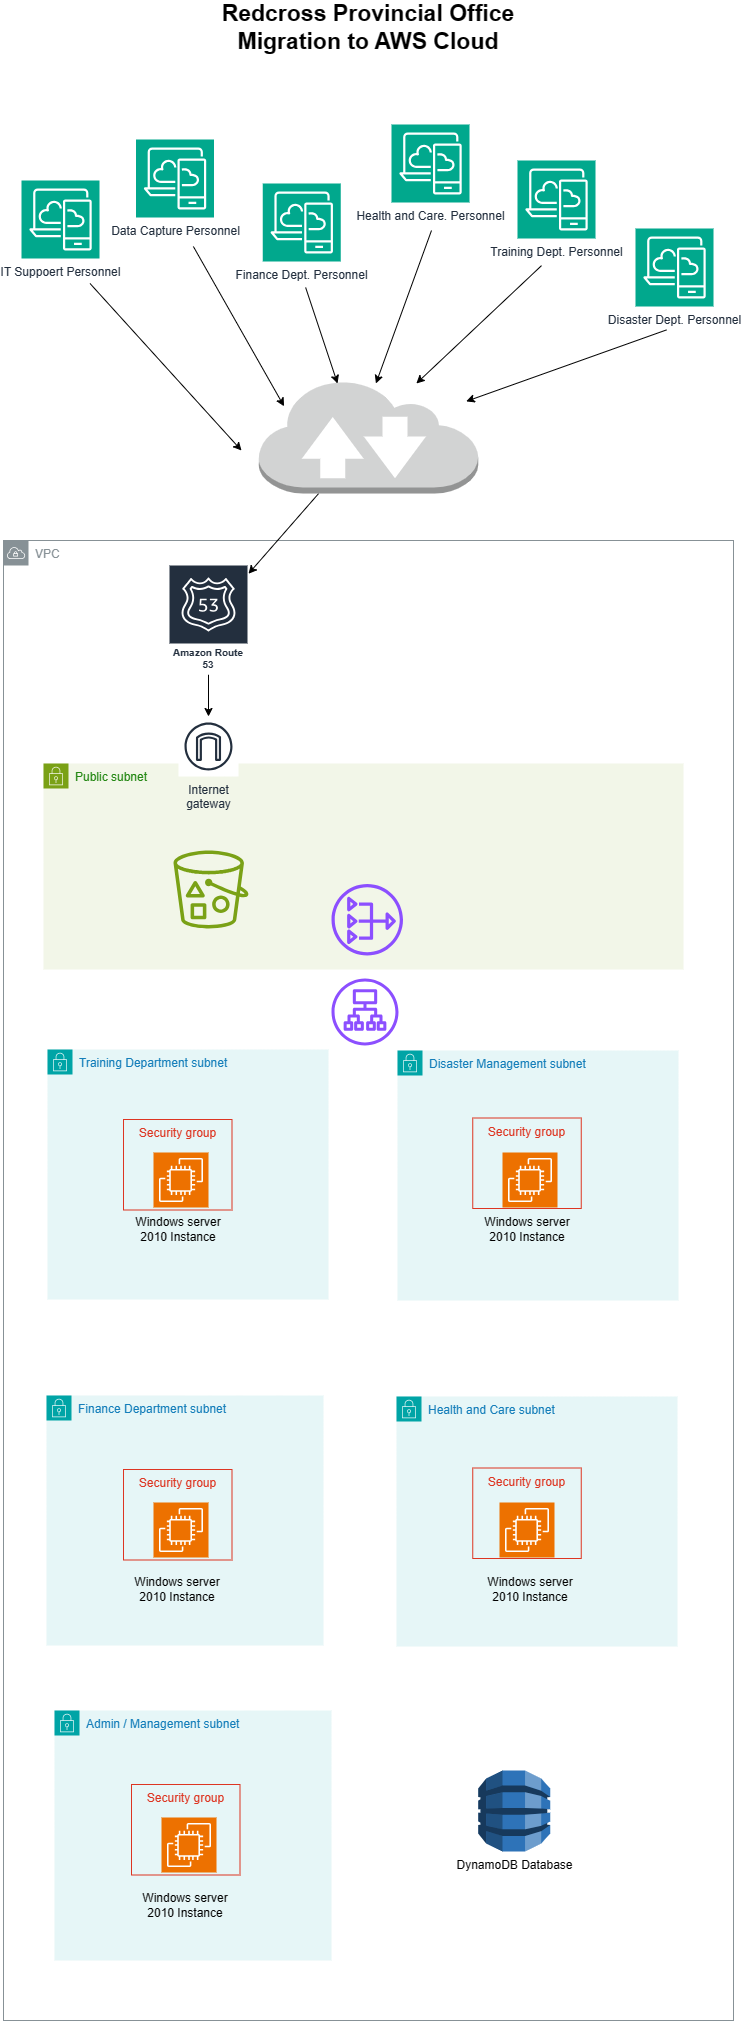 Redcross Provincial Office
Migration to AWS Cloud
Health and Care. Personnel
Data Capture Personnel
Training Dept. Personnel
IT Suppoert Personnel
Finance Dept. Personnel
Disaster Dept. Personnel
VPC
53
Amazon Route
53
Public subnet
Internet
gateway
Training Department subnet
Disaster Management subnet
Security group
Security group
Windows server
2010 Instance
Windows server
2010 Instance
Finance Department subnet
Health and Care subnet
Security group
Security group
Windows server
2010 Instance
Windows server
2010 Instance
Admin / Management subnet
Security group
DynamoDB Database
Windows server
2010 Instance